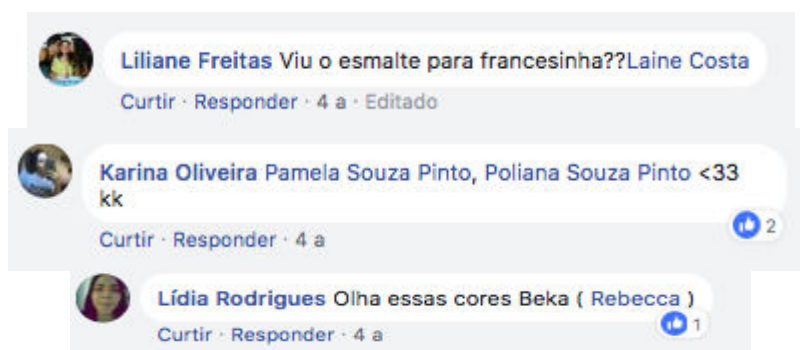 Liliane Freitas Viu o esmalte para francesinha??Laine Costa
Curtir · Responder · 4 a · Editado
Karina Oliveira Pamela Souza Pinto, Poliana Souza Pinto <33
kk
2
Curtir · Responder · 4 a
Lídia Rodrigues Olha essas cores Beka ( Rebecca )
1
Curtir · Responder · 4 a